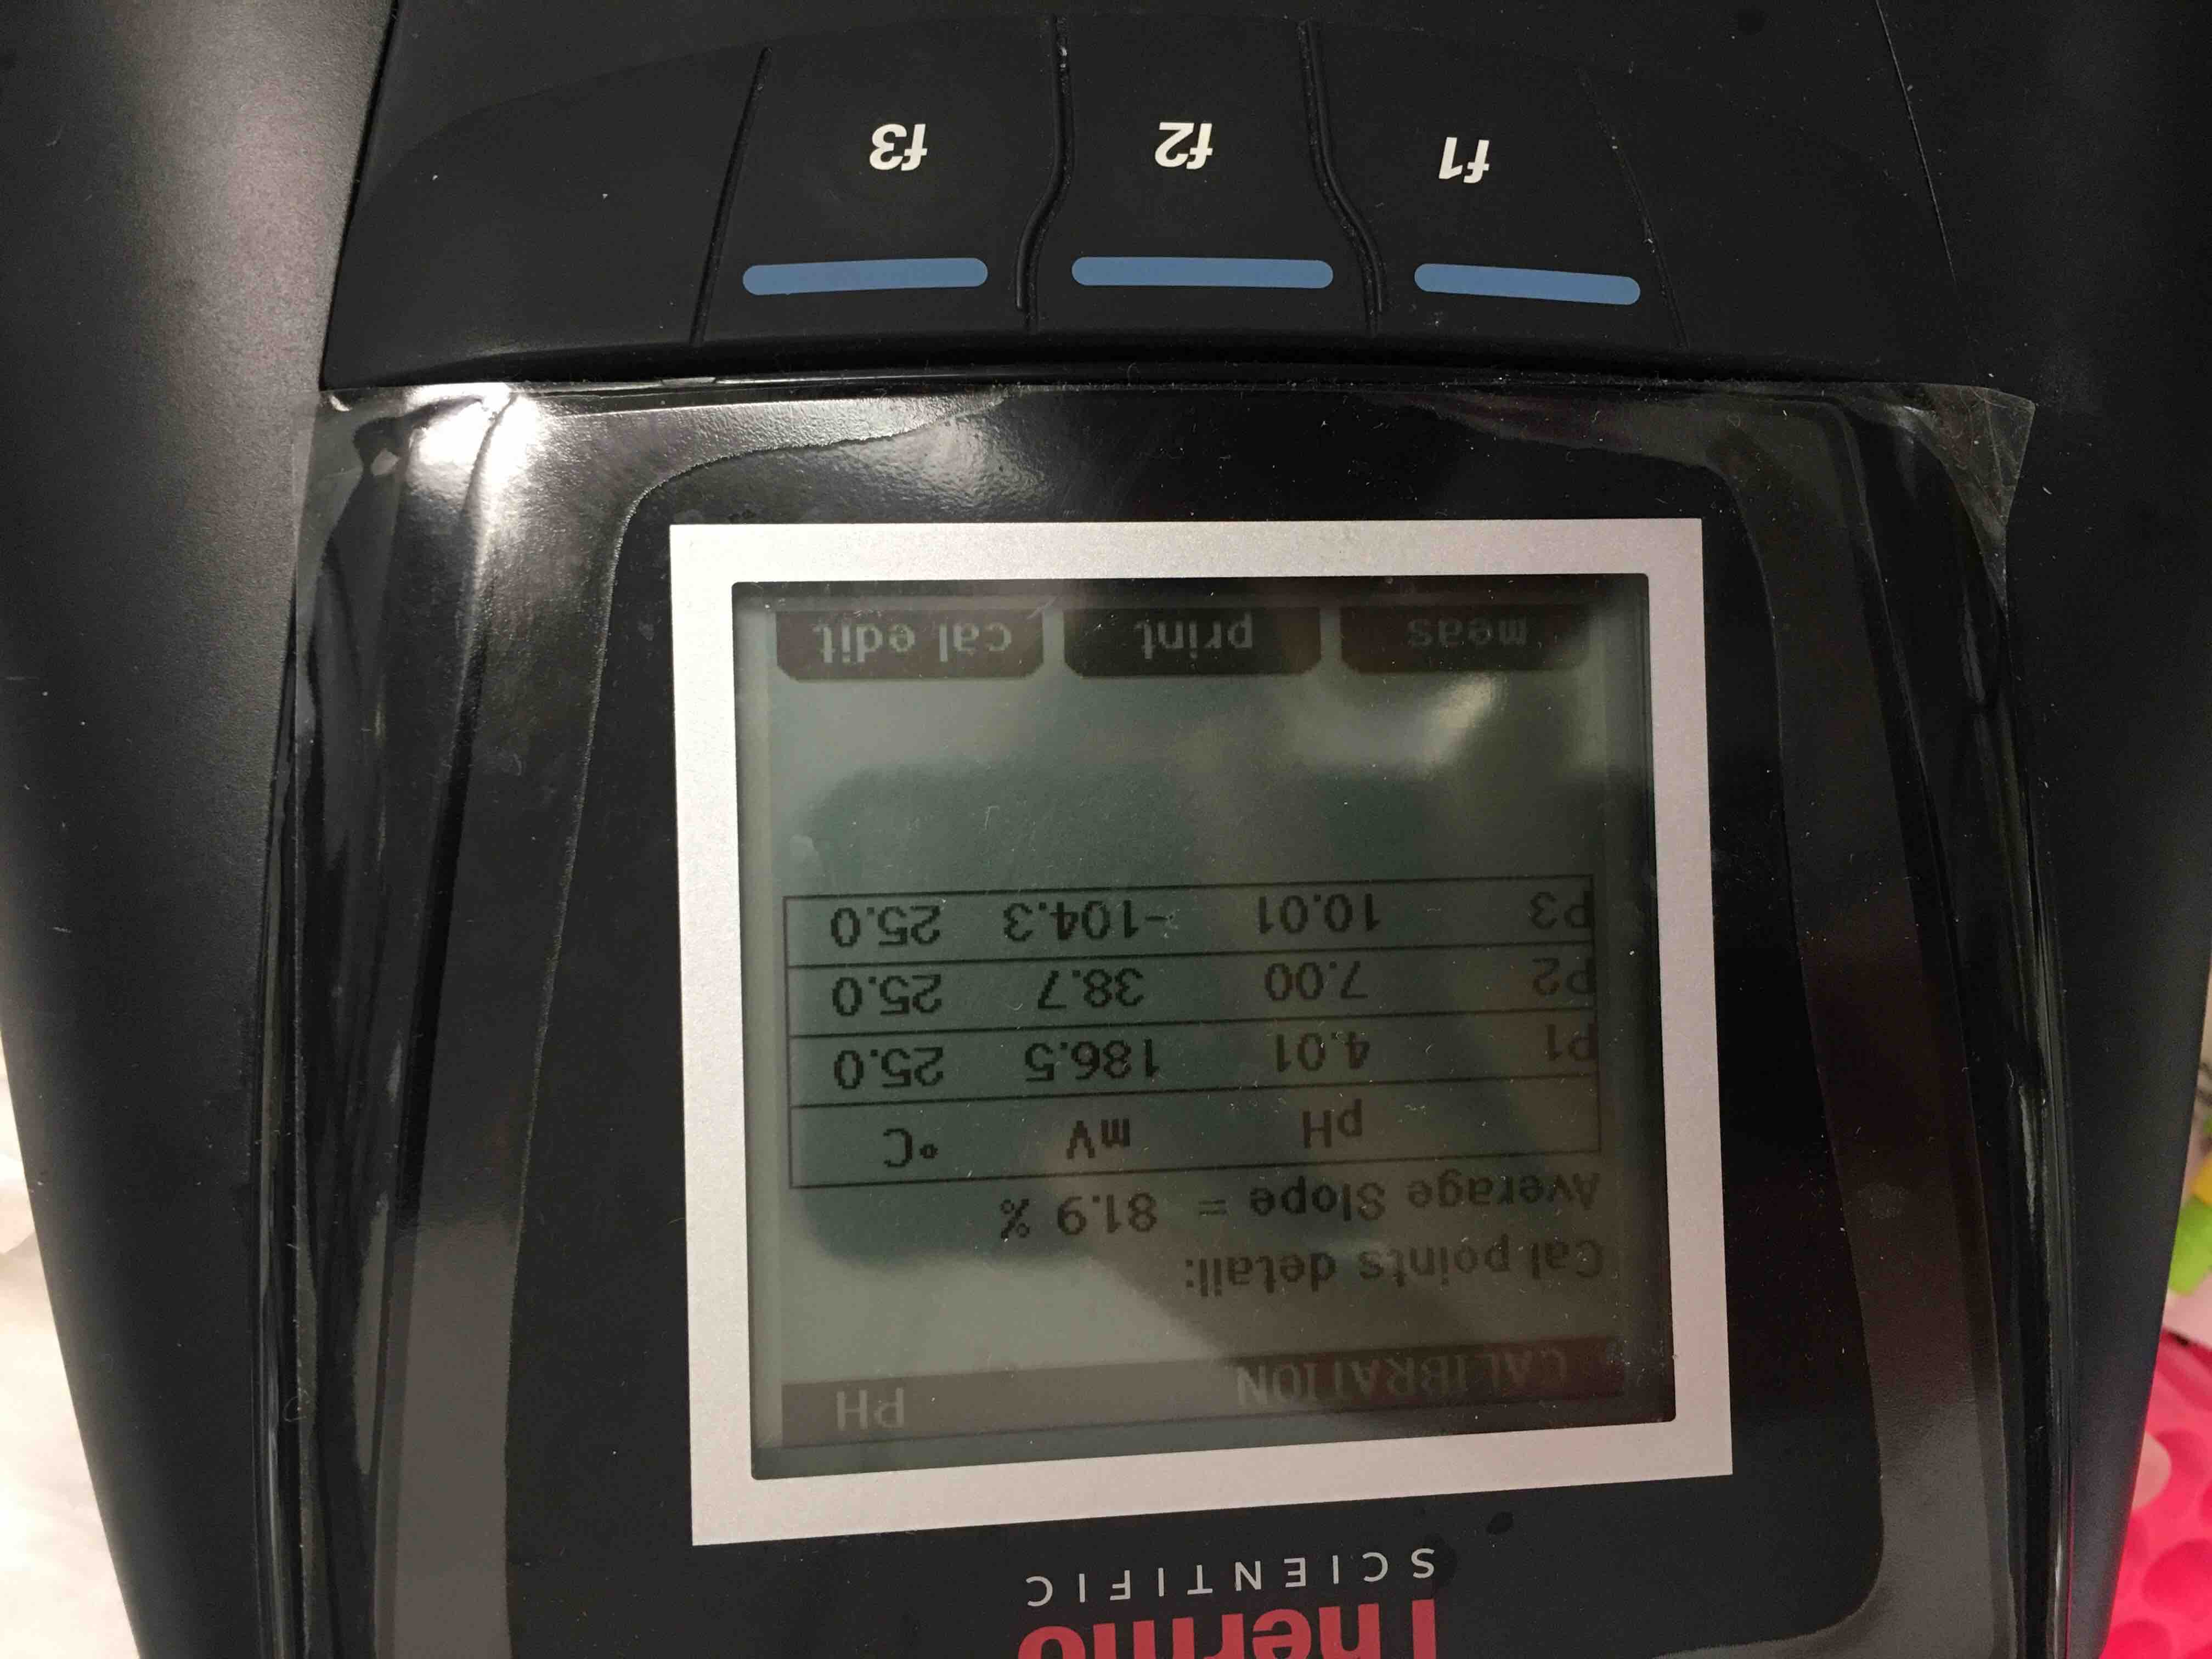 Thermo
SCIENTIFIC
CALIBRATION PH
Cal points detail:
Average Slope = 81.9 %
pH mV °C
P1 4.01 186.5 25.0
P2 7.00 38.7 25.0
P3 10.01 -104.3 25.0
meas print cal edit
f1 f2 f3